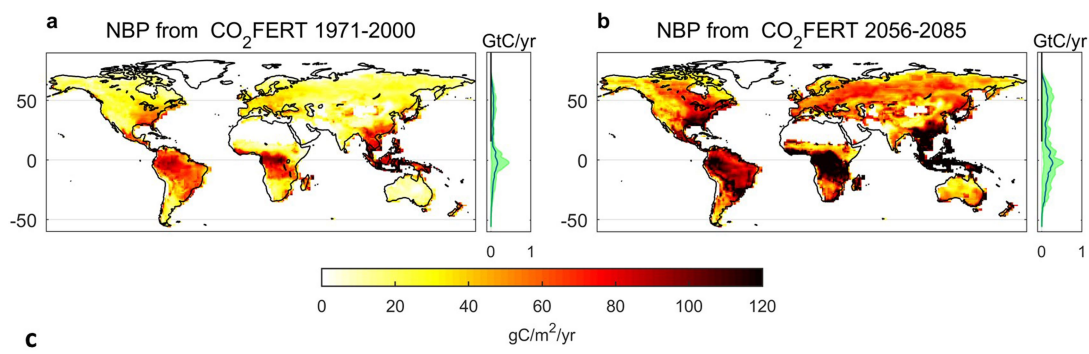 a
NBP from CO₂FERT 1971-2000
GtC/yr
50
0
-50
0 1
b
NBP from CO₂FERT 2056-2085
GtC/yr
50
0
-50
0 1
0 20 40 60 80 100 120
gC/m²/yr
c